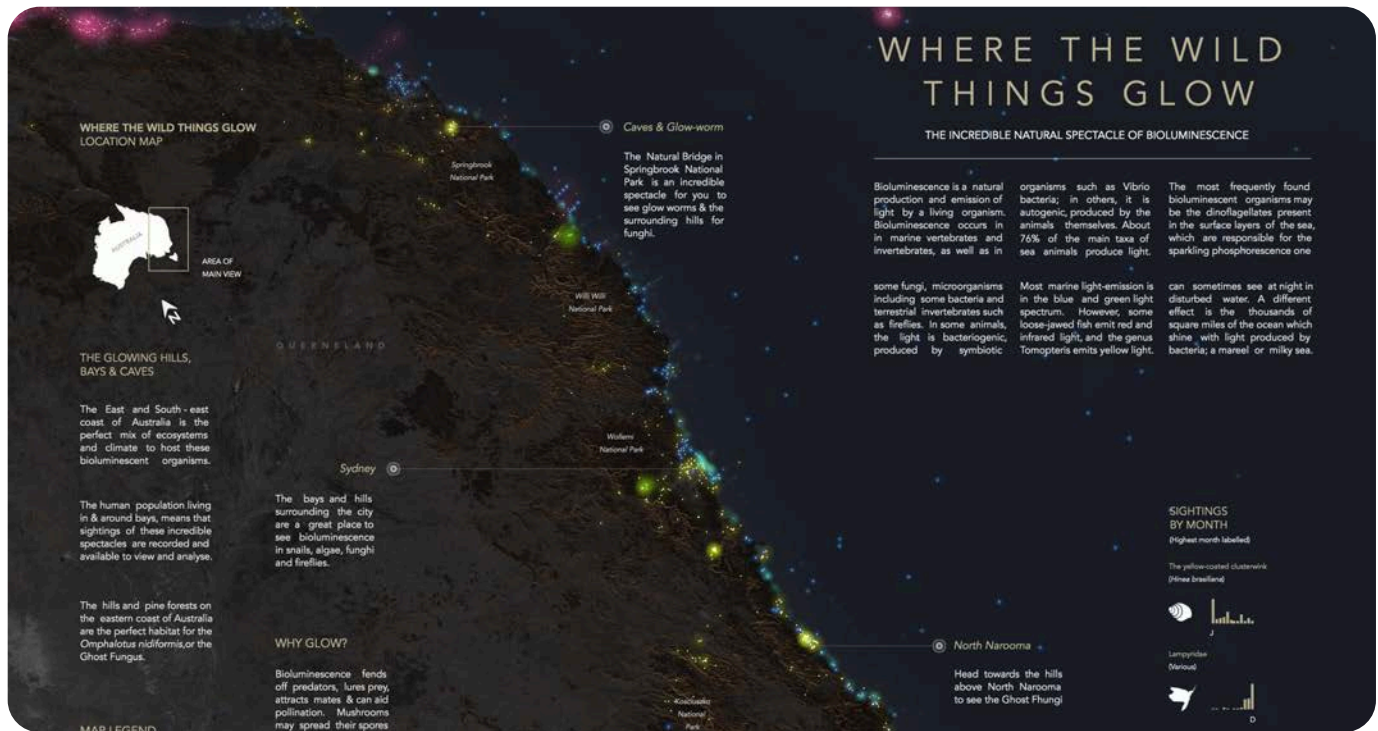 WHERE THE WILD
THINGS GLOW
THE INCREDIBLE NATURAL SPECTACLE OF BIOLUMINESCENCE
Bioluminescence is a natural
production and emission of
light by a living organism.
Bioluminescence occurs in
in marine vertebrates and
invertebrates, as well as in
some fungi, microorganisms
including some bacteria and
terrestrial invertebrates such
as fireflies. In some animals,
the light is bacteriogenic,
produced by symbiotic
organisms such as Vibrio
bacteria; in others, it is
autogenic, produced by the
animals themselves. About
76% of the main taxa of
sea animals produce light.
Most marine light-emission is
in the blue and green light
spectrum. However, some
loose-jawed fish emit red and
infrared light, and the genus
Tomopteris emits yellow light.
The most frequently found
bioluminescent organisms may
be the dinoflagellates present
in the surface layers of the sea,
which are responsible for the
sparkling phosphorescence one
can sometimes see at night in
disturbed water. A different
effect is the thousands of
square miles of the ocean which
shine with light produced by
bacteria; a mareel or milky sea.
WHERE THE WILD THINGS GLOW
LOCATION MAP
AUSTRALIA
AREA OF
MAIN VIEW
N
THE GLOWING HILLS,
BAYS & CAVES
The East and South - east
coast of Australia is the
perfect mix of ecosystems
and climate to host these
bioluminescent organisms.
The human population living
in & around bays, means that
sightings of these incredible
spectacles are recorded and
available to view and analyse.
The hills and pine forests on
the eastern coast of Australia
are the perfect habitat for the
Omphalotus nidiformis,or the
Ghost Fungus.
MAP LEGEND
QUEENSLAND
Springbrook
National Park
Caves & Glow-worm
The Natural Bridge in
Springbrook National
Park is an incredible
spectacle for you to
see glow worms & the
surrounding hills for
funghi.
Willi Willi
National Park
Wollemi
National Park
Sydney
The bays and hills
surrounding the city
are a great place to
see bioluminescence
in snails, algae, funghi
and fireflies.
WHY GLOW?
Bioluminescence fends
off predators, lures prey,
attracts mates & can aid
pollination. Mushrooms
may spread their spores
Kosciuszko
National
Park
North Narooma
Head towards the hills
above North Narooma
to see the Ghost Fhungi
SIGHTINGS
BY MONTH
(Highest month labelled)
The yellow-coated clusterwink
(Hinea brasiliana)
J
Lampyridae
(Various)
D